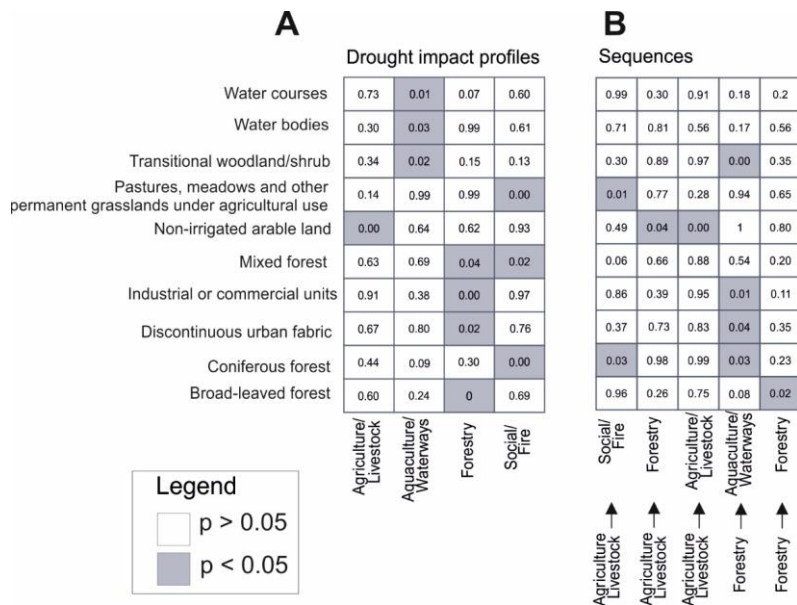 A
B
Drought impact profiles
Sequences
Water courses 0.73 0.01 0.07 0.60 0.99 0.30 0.91 0.18 0.2
Water bodies 0.30 0.03 0.99 0.61 0.71 0.81 0.56 0.17 0.56
Transitional woodland/shrub 0.34 0.02 0.15 0.13 0.30 0.89 0.97 0.00 0.35
Pastures, meadows and other
permanent grasslands under agricultural use 0.14 0.99 0.99 0.00 0.01 0.77 0.28 0.94 0.65
Non-irrigated arable land 0.00 0.64 0.62 0.93 0.49 0.04 0.00 1 0.80
Mixed forest 0.63 0.69 0.04 0.02 0.06 0.66 0.88 0.54 0.20
Industrial or commercial units 0.91 0.38 0.00 0.97 0.86 0.39 0.95 0.01 0.11
Discontinuous urban fabric 0.67 0.80 0.02 0.76 0.37 0.73 0.83 0.04 0.35
Coniferous forest 0.44 0.09 0.30 0.00 0.03 0.98 0.99 0.03 0.23
Broad-leaved forest 0.60 0.24 0 0.69 0.96 0.26 0.75 0.08 0.02
Agriculture/
Livestock
Aquaculture/
Waterways
Forestry
Social/
Fire
Social/
Fire
Forestry
Agriculture/
Livestock
Aquaculture/
Waterways
Forestry
Agriculture
Livestock
Agriculture/
Livestock
Agriculture/
Livestock
Forestry
Forestry
Legend
p > 0.05
p < 0.05